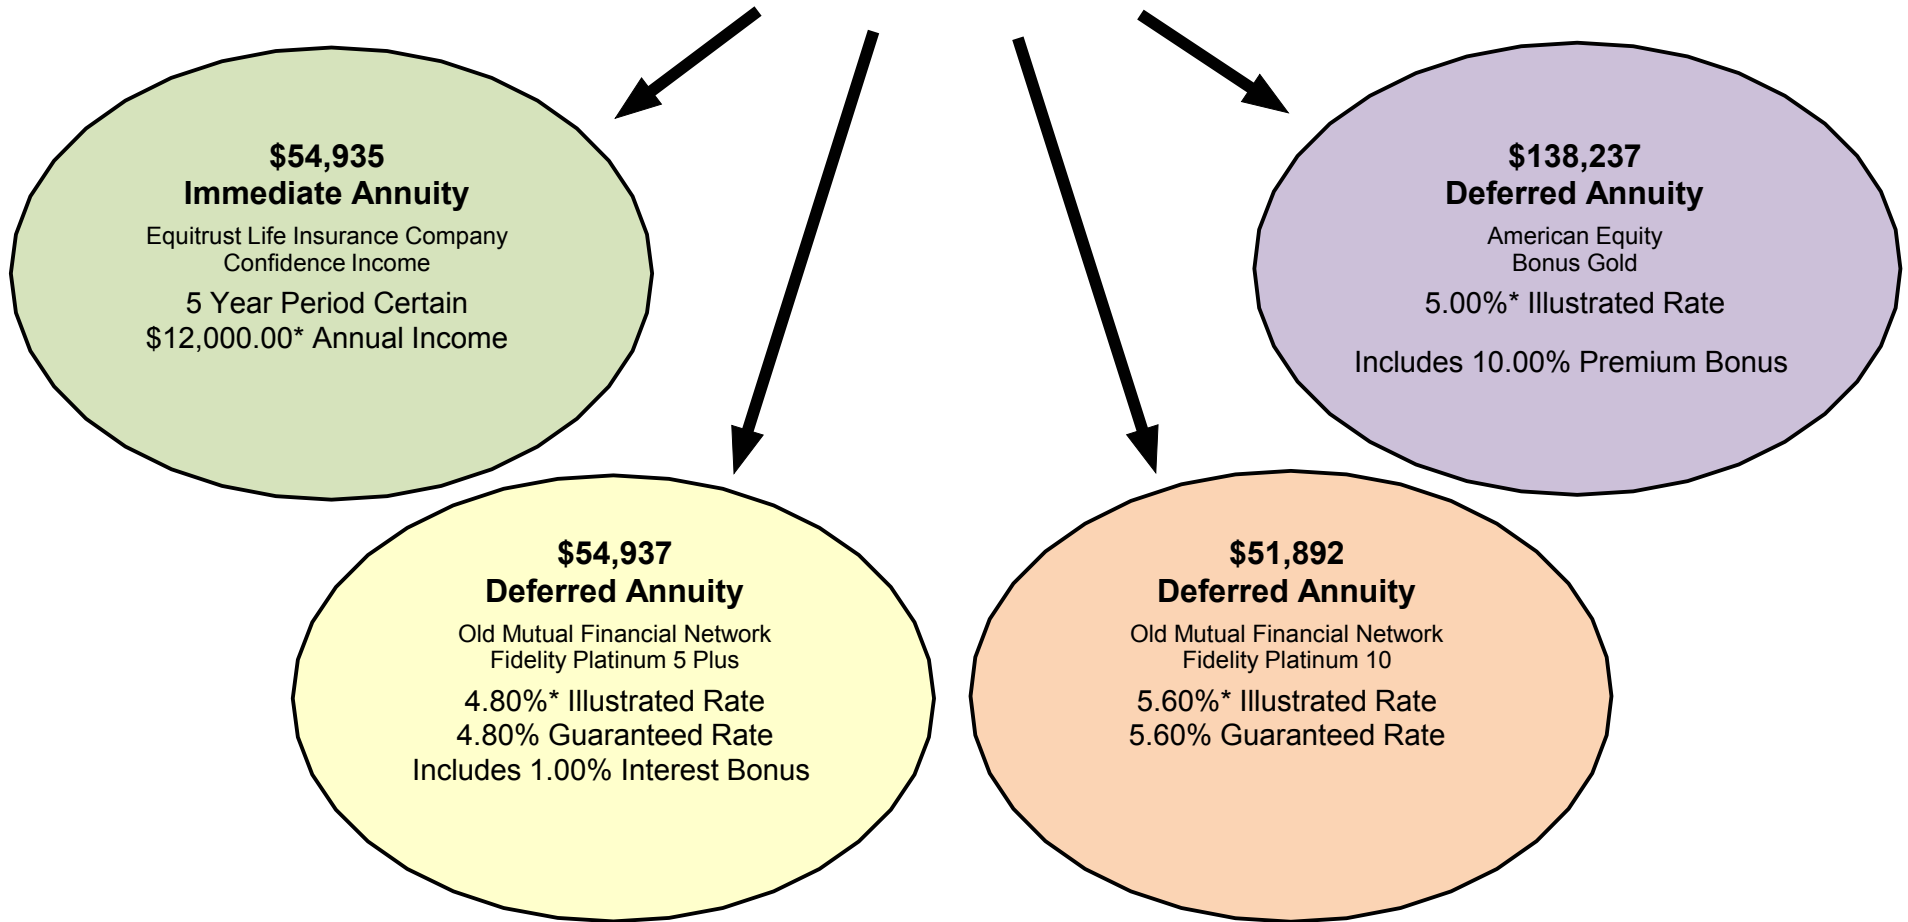 $54,935
Immediate Annuity
Equitrust Life Insurance Company
Confidence Income
5 Year Period Certain
$12,000.00* Annual Income
$138,237
Deferred Annuity
American Equity
Bonus Gold
5.00%* Illustrated Rate
Includes 10.00% Premium Bonus
$54,937
Deferred Annuity
Old Mutual Financial Network
Fidelity Platinum 5 Plus
4.80%* Illustrated Rate
4.80% Guaranteed Rate
Includes 1.00% Interest Bonus
$51,892
Deferred Annuity
Old Mutual Financial Network
Fidelity Platinum 10
5.60%* Illustrated Rate
5.60% Guaranteed Rate